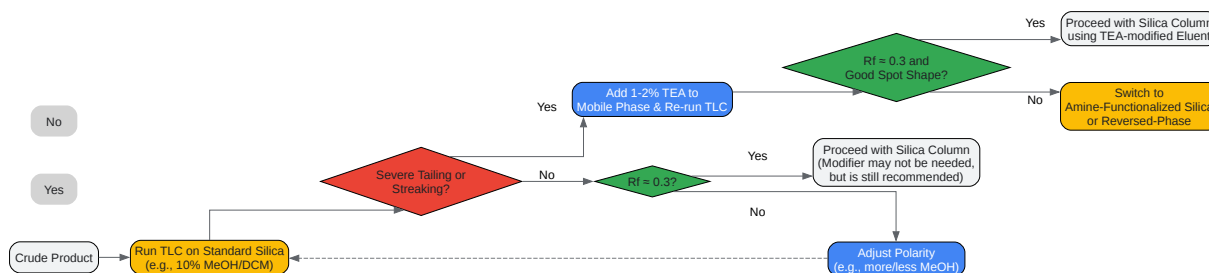 No
Yes
Crude Product
Run TLC on Standard Silica
(e.g., 10% MeOH/DCM)
Severe Tailing or
Streaking?
Yes
Add 1-2% TEA to
Mobile Phase & Re-run TLC
Rf ≈ 0.3 and
Good Spot Shape?
Yes
Proceed with Silica Column
using TEA-modified Eluent
No
Switch to
Amine-Functionalized Silica
or Reversed-Phase
No
Rf ≈ 0.3?
Yes
Proceed with Silica Column
(Modifier may not be needed,
but is still recommended)
No
Adjust Polarity
(e.g., more/less MeOH)